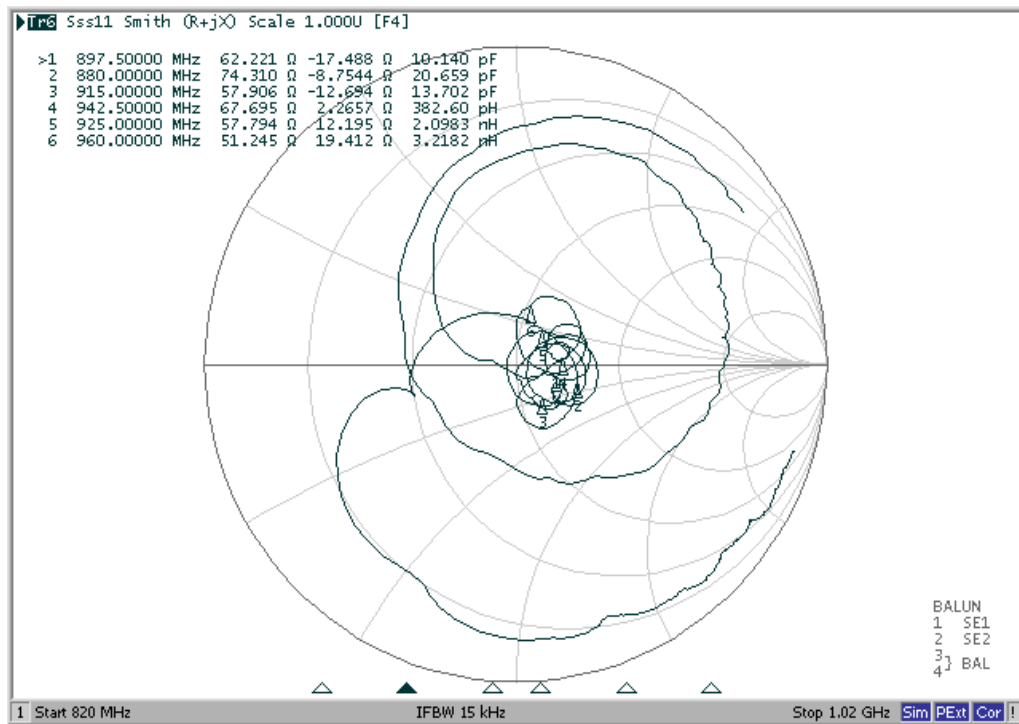 Tr6 Sss11 Smith (R+jX) Scale 1.000U [F4]
>1 897.50000 MHz 62.221 Ω -17.488 Ω 10.140 pF
2 880.00000 MHz 74.310 Ω -8.7544 Ω 20.659 pF
3 915.00000 MHz 57.906 Ω -12.694 Ω 13.702 pF
4 942.50000 MHz 67.695 Ω 2.2657 Ω 382.60 pH
5 925.00000 MHz 57.794 Ω 12.195 Ω 2.0983 nH
6 960.00000 MHz 51.245 Ω 19.412 Ω 3.2182 nH
6
5
2
3
BALUN
1 SE1
2 SE2
3
4} BAL
1 Start 820 MHz IFBW 15 kHz Stop 1.02 GHz Sim PExt Cor !